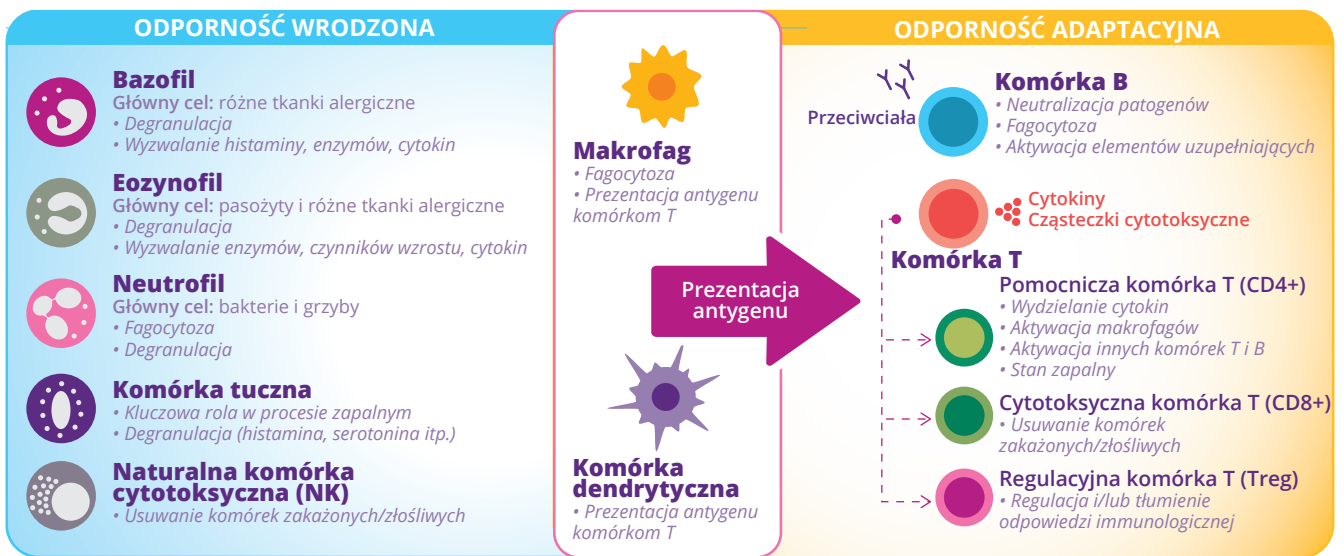 ODPORNOŚĆ WRODZONA
Bazofil
Główny cel: różne tkanki alergiczne
• Degranulacja
• Wyzwalanie histaminy, enzymów, cytokin
Eozynofil
Główny cel: pasożyty i różne tkanki alergiczne
• Degranulacja
• Wyzwalanie enzymów, czynników wzrostu, cytokin
Neutrofil
Główny cel: bakterie i grzyby
• Fagocytoza
• Degranulacja
Komórka tuczna
• Kluczowa rola w procesie zapalnym
• Degranulacja (histamina, serotonina itp.)
Naturalna komórka
cytotoksyczna (NK)
• Usuwanie komórek zakażonych/złośliwych
Makrofag
• Fagocytoza
• Prezentacja antygenu
komórkom T
Prezentacja
antygenu
Komórka
dendrytyczna
• Prezentacja antygenu
komórkom T
ODPORNOŚĆ ADAPTACYJNA
Przeciwciała
Komórka B
• Neutralizacja patogenów
• Fagocytoza
• Aktywacja elementów uzupełniających
Cytokiny
Cząsteczki cytotoksyczne
Komórka T
Pomocnicza komórka T (CD4+)
• Wydzielanie cytokin
• Aktywacja makrofagów
• Aktywacja innych komórek T i B
• Stan zapalny
Cytotoksyczna komórka T (CD8+)
• Usuwanie komórek
zakażonych/złośliwych
Regulacyjna komórka T (Treg)
• Regulacja i/lub tłumienie
odpowiedzi immunologicznej